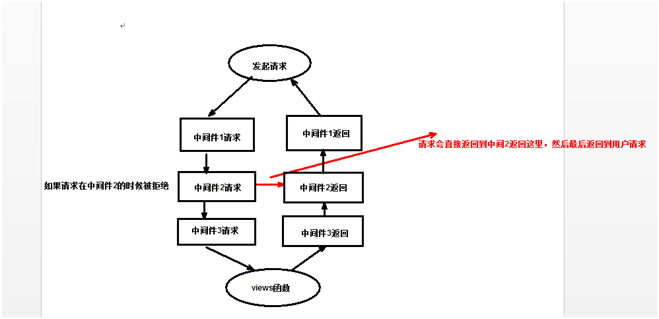 发起请求
中间件1请求
中间件1返回
请求会直接返回到中间2返回这里，然后最后返回到用户请求
如果请求在中间件2的时候被拒绝
中间件2请求
中间件2返回
中间件3请求
中间件3返回
views函数